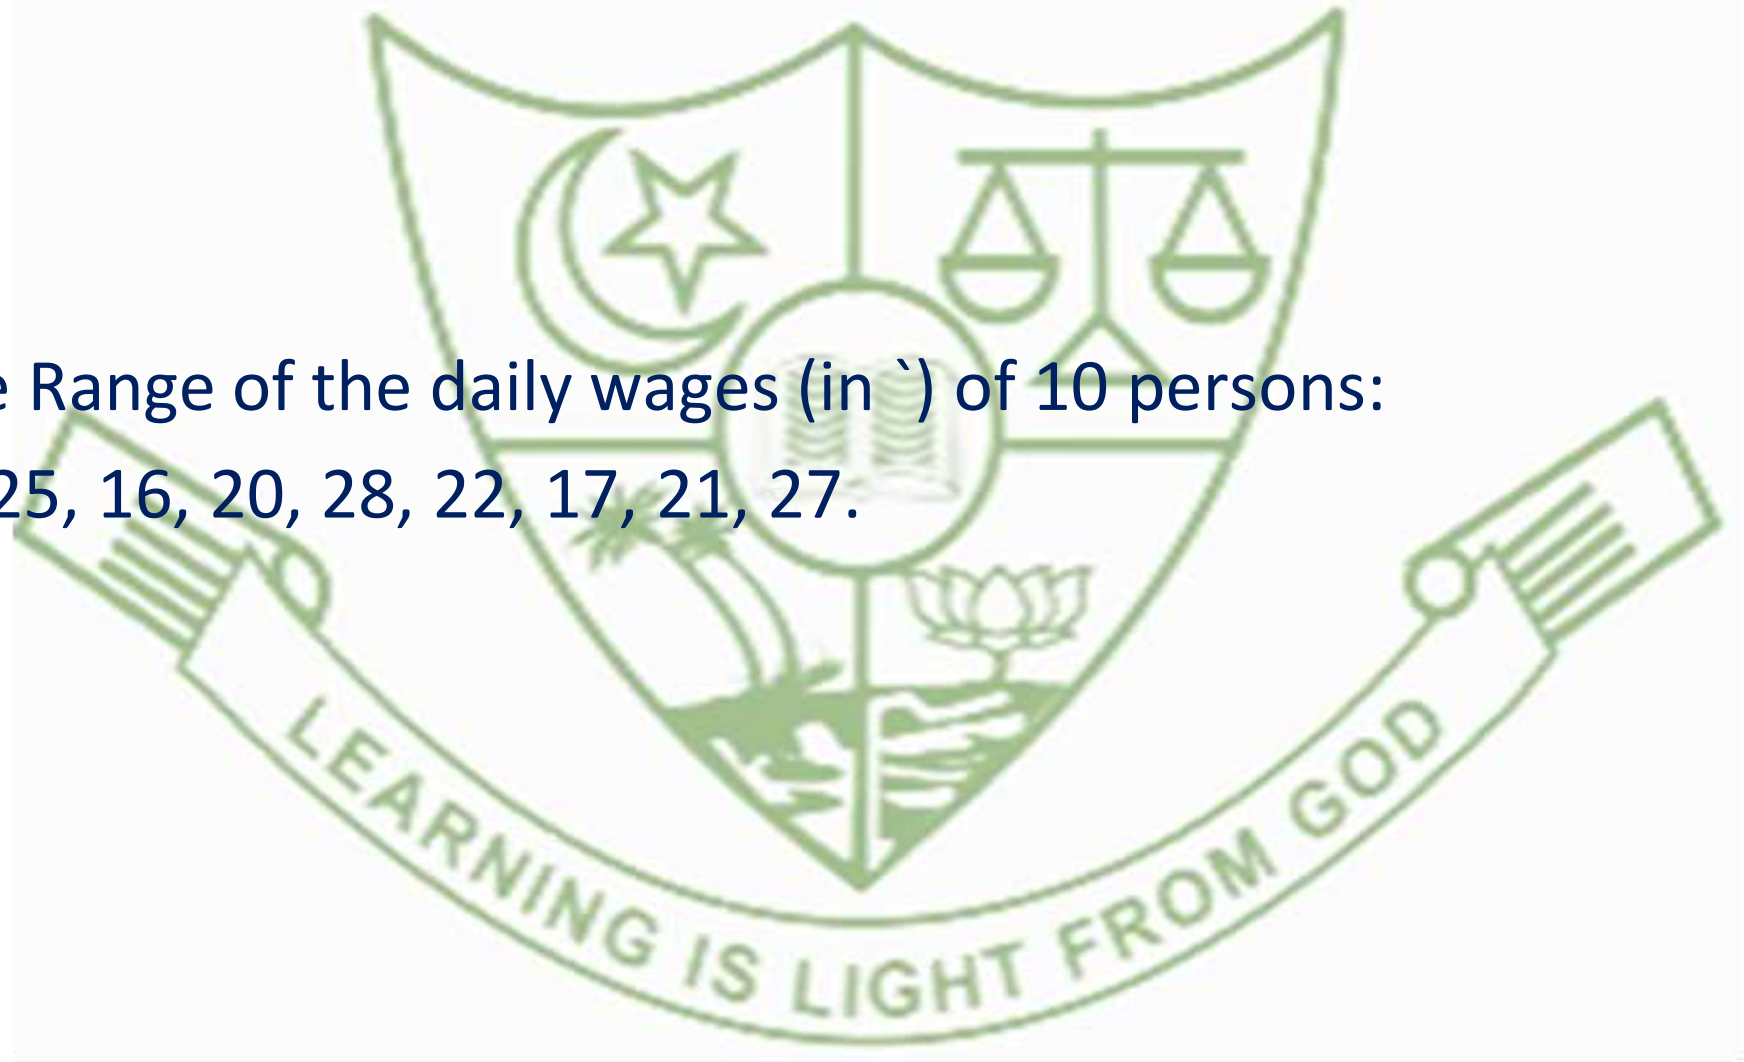 e Range of the daily wages (in `) of 10 persons:
25, 16, 20, 28, 22, 17, 21, 27.
LEARNING IS LIGHT FROM GOD